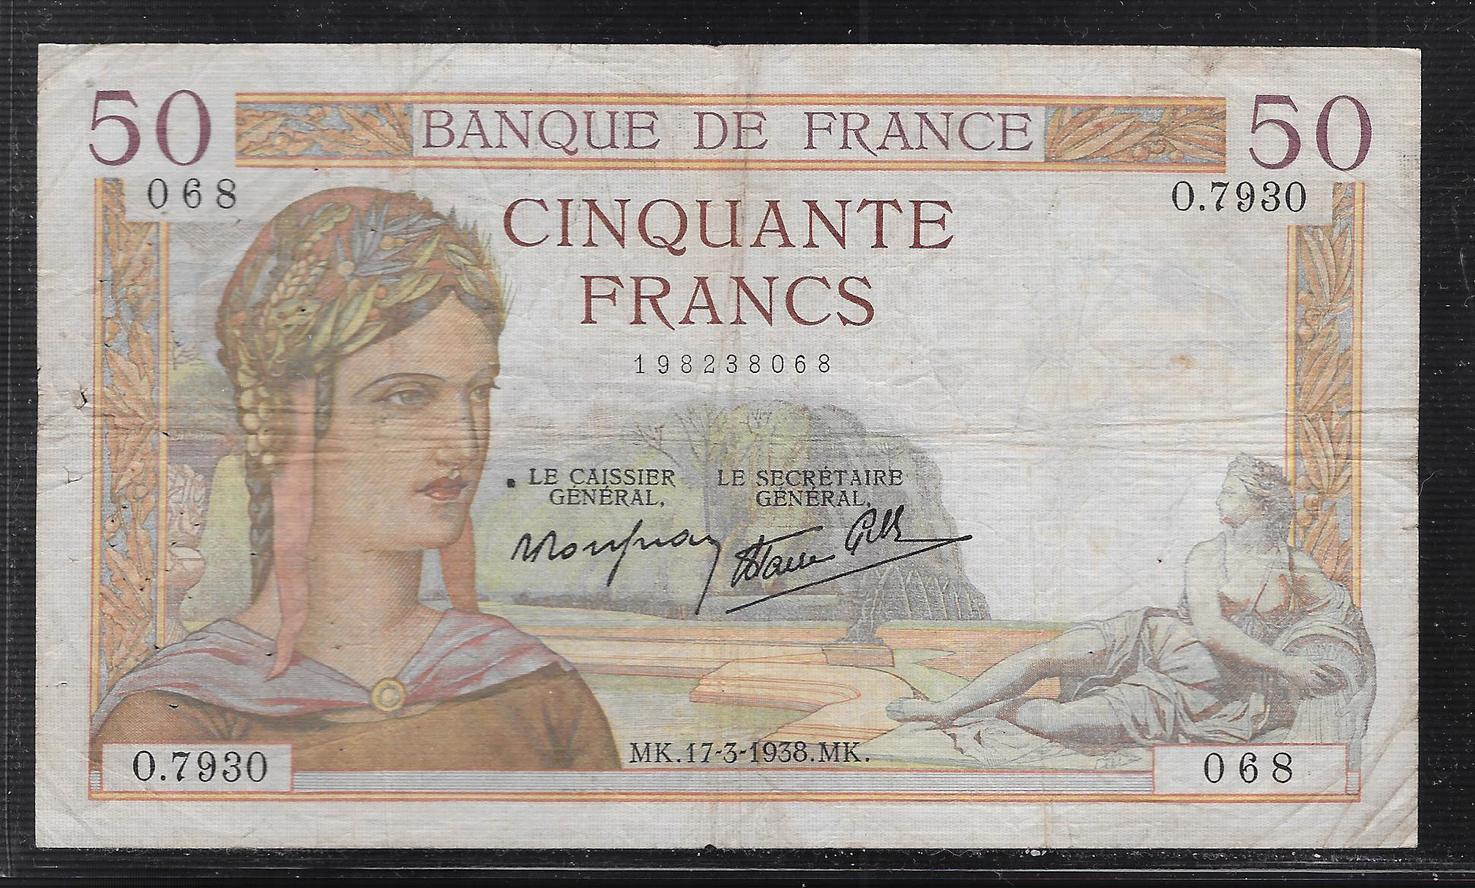 50 BANQUE DE FRANCE 50
068 O.7930
CINQUANTE
FRANCS
198238068
LE CAISSIER LE SECRÉTAIRE
GÉNÉRAL, GÉNÉRAL,
MK.17-3-1938.MK.
O.7930 068